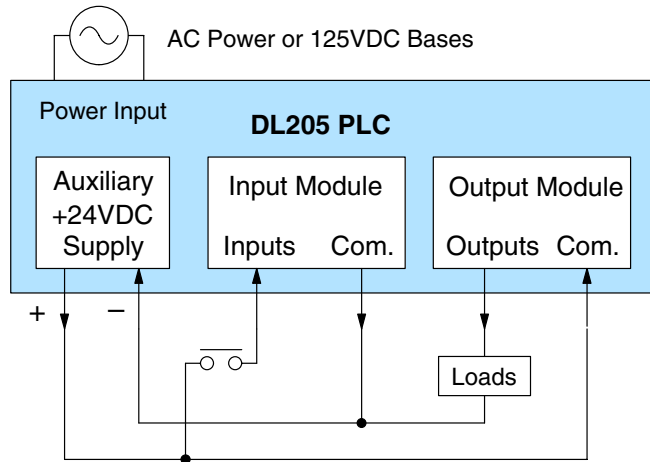 AC Power or 125VDC Bases
Power Input
DL205 PLC
Auxiliary
+24VDC
Supply
Input Module
Inputs Com.
Output Module
Outputs Com.
+ −
Loads